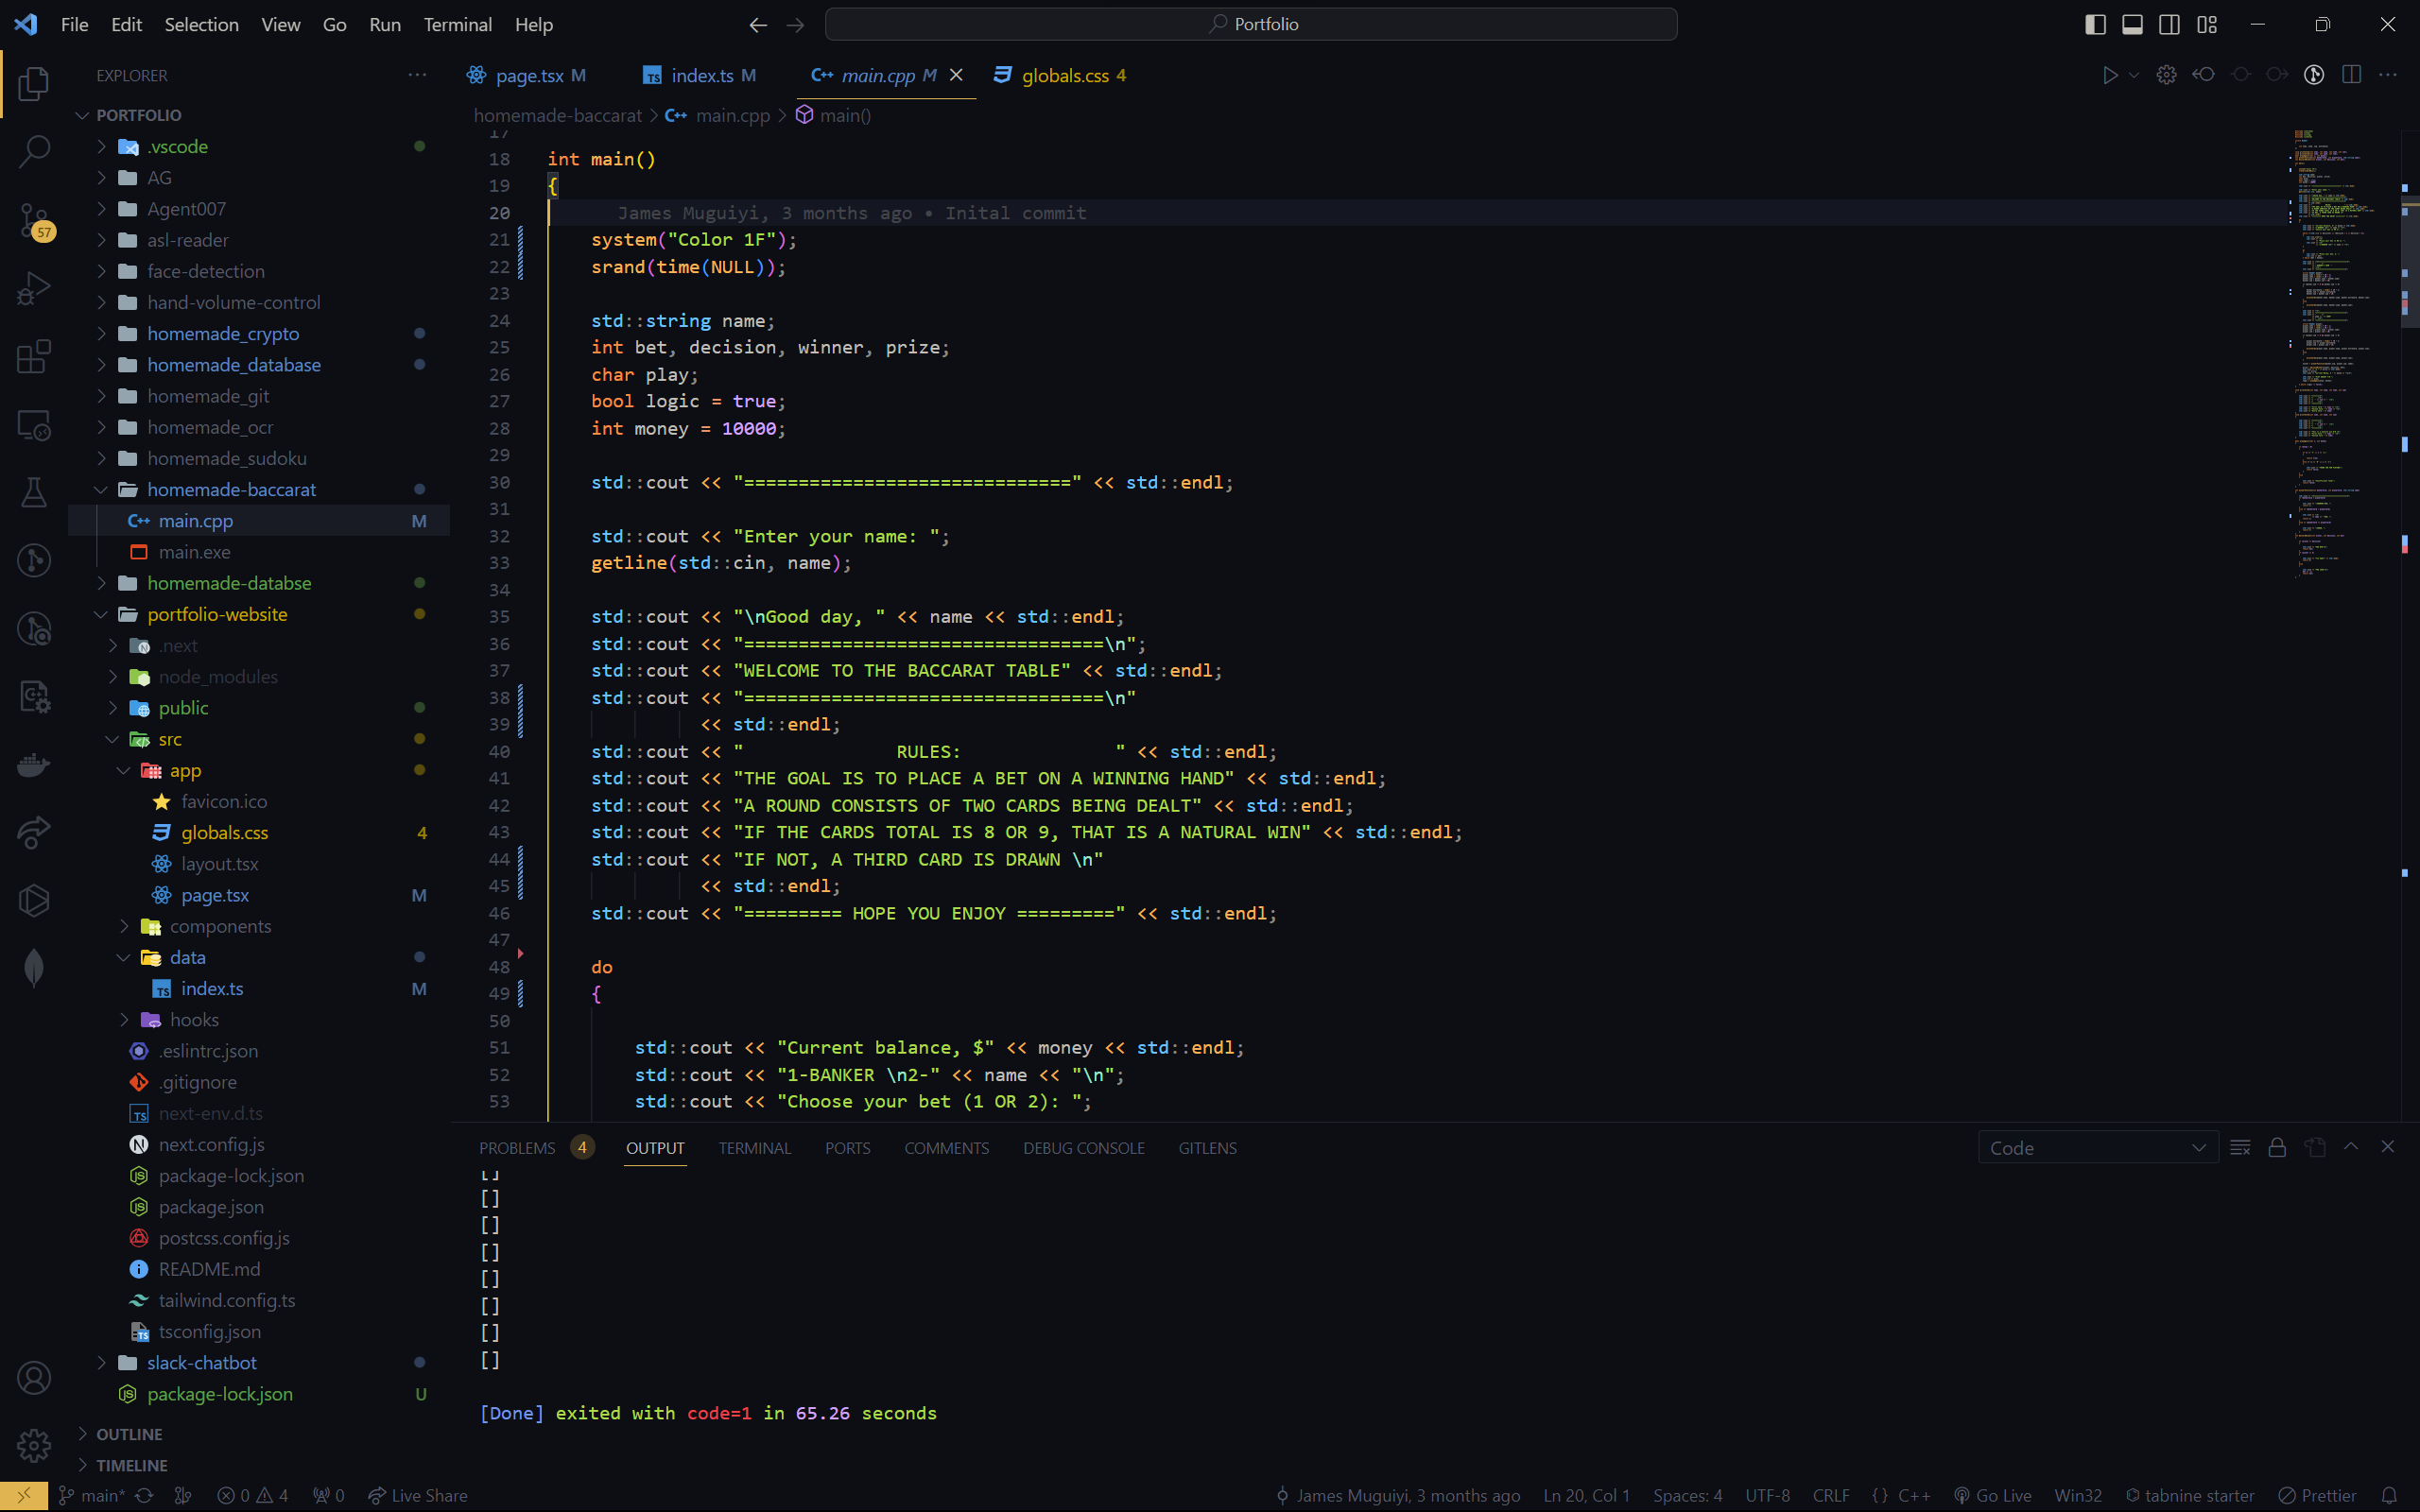 File Edit Selection View Go Run Terminal Help
Portfolio
EXPLORER
PORTFOLIO
.vscode
AG
Agent007
asl-reader
face-detection
hand-volume-control
homemade_crypto
homemade_database
homemade_git
homemade_ocr
homemade_sudoku
homemade-baccarat
main.cpp M
main.exe
homemade-databse
portfolio-website
.next
node_modules
public
src
app
favicon.ico
globals.css 4
layout.tsx
page.tsx M
components
data
index.ts M
hooks
.eslintrc.json
.gitignore
next-env.d.ts
next.config.js
package-lock.json
package.json
postcss.config.js
README.md
tailwind.config.ts
tsconfig.json
slack-chatbot
package-lock.json U
OUTLINE
TIMELINE
57
page.tsx M index.ts M main.cpp M globals.css 4
homemade-baccarat > main.cpp > main()
17
18 int main()
19 {
20 James Muguiyi, 3 months ago • Inital commit
21 system("Color 1F");
22 srand(time(NULL));
23
24 std::string name;
25 int bet, decision, winner, prize;
26 char play;
27 bool logic = true;
28 int money = 10000;
29
30 std::cout << "==============================" << std::endl;
31
32 std::cout << "Enter your name: ";
33 getline(std::cin, name);
34
35 std::cout << "\nGood day, " << name << std::endl;
36 std::cout << "=================================\n";
37 std::cout << "WELCOME TO THE BACCARAT TABLE" << std::endl;
38 std::cout << "=================================\n"
39 << std::endl;
40 std::cout << "              RULES:              " << std::endl;
41 std::cout << "THE GOAL IS TO PLACE A BET ON A WINNING HAND" << std::endl;
42 std::cout << "A ROUND CONSISTS OF TWO CARDS BEING DEALT" << std::endl;
43 std::cout << "IF THE CARDS TOTAL IS 8 OR 9, THAT IS A NATURAL WIN" << std::endl;
44 std::cout << "IF NOT, A THIRD CARD IS DRAWN \n"
45 << std::endl;
46 std::cout << "========= HOPE YOU ENJOY =========" << std::endl;
47
48 do
49 {
50
51 std::cout << "Current balance, $" << money << std::endl;
52 std::cout << "1-BANKER \n2-" << name << "\n";
53 std::cout << "Choose your bet (1 OR 2): ";
PROBLEMS 4 OUTPUT TERMINAL PORTS COMMENTS DEBUG CONSOLE GITLENS
Code
[]
[]
[]
[]
[]
[]
[]
[]
[Done] exited with code=1 in 65.26 seconds
main* 0 4 0 Live Share
James Muguiyi, 3 months ago Ln 20, Col 1 Spaces: 4 UTF-8 CRLF {} C++ Go Live Win32 tabnine starter Prettier